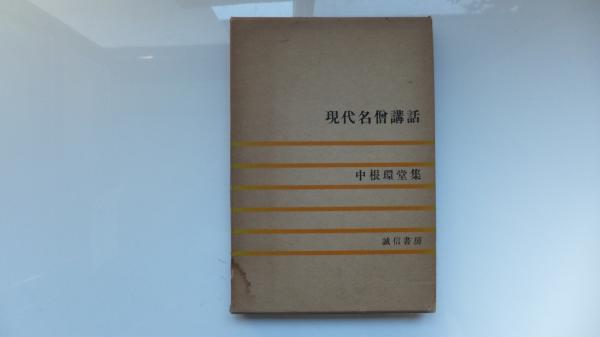 現代名僧講話
中根環堂集
誠信書房